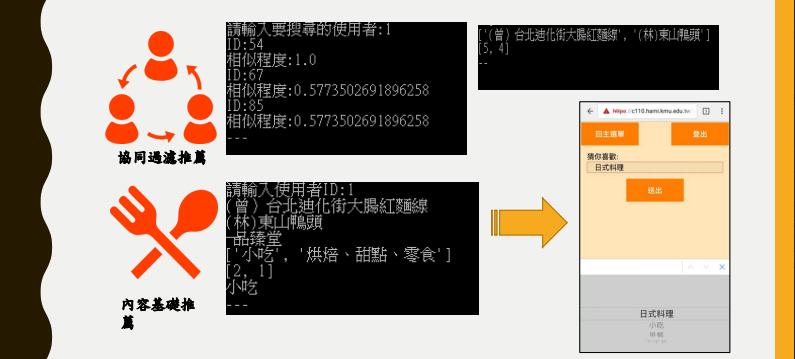 請輸入要搜尋的使用者:1
ID:54
相似程度:1.0
ID:67
相似程度:0.5773502691896258
ID:85
相似程度:0.5773502691896258
---
協同過濾推薦
['(曾) 台北迪化街大腸紅麵線', '(林)東山鴨頭']
[5, 4]
--
請輸入使用者ID:1
(曾) 台北迪化街大腸紅麵線
(林)東山鴨頭
一品臻堂
['小吃', '烘焙、甜點、零食']
[2, 1]
小吃
---
內容基礎推
薦
https://c110.hami.kmu.edu.tw
回主選單
登出
猜你喜歡:
日式料理
送出
日式料理
小吃
早餐